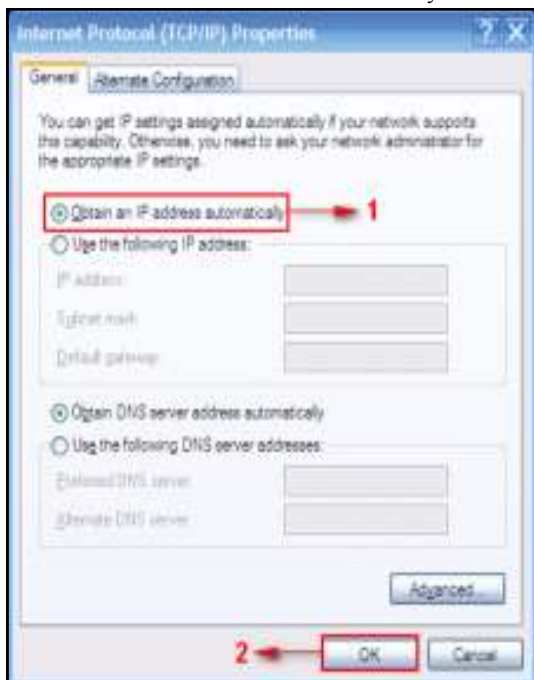 Internet Protocol (TCP/IP) Properties
General
Alternate Configuration
You can get IP settings assigned automatically if your network supports
this capability. Otherwise, you need to ask your network administrator for
the appropriate IP settings.
Obtain an IP address automatically
1
Use the following IP address:
IP address:
Subnet mask:
Default gateway:
Obtain DNS server address automatically
Use the following DNS server addresses:
Preferred DNS server:
Alternate DNS server:
Advanced...
2
OK
Cancel